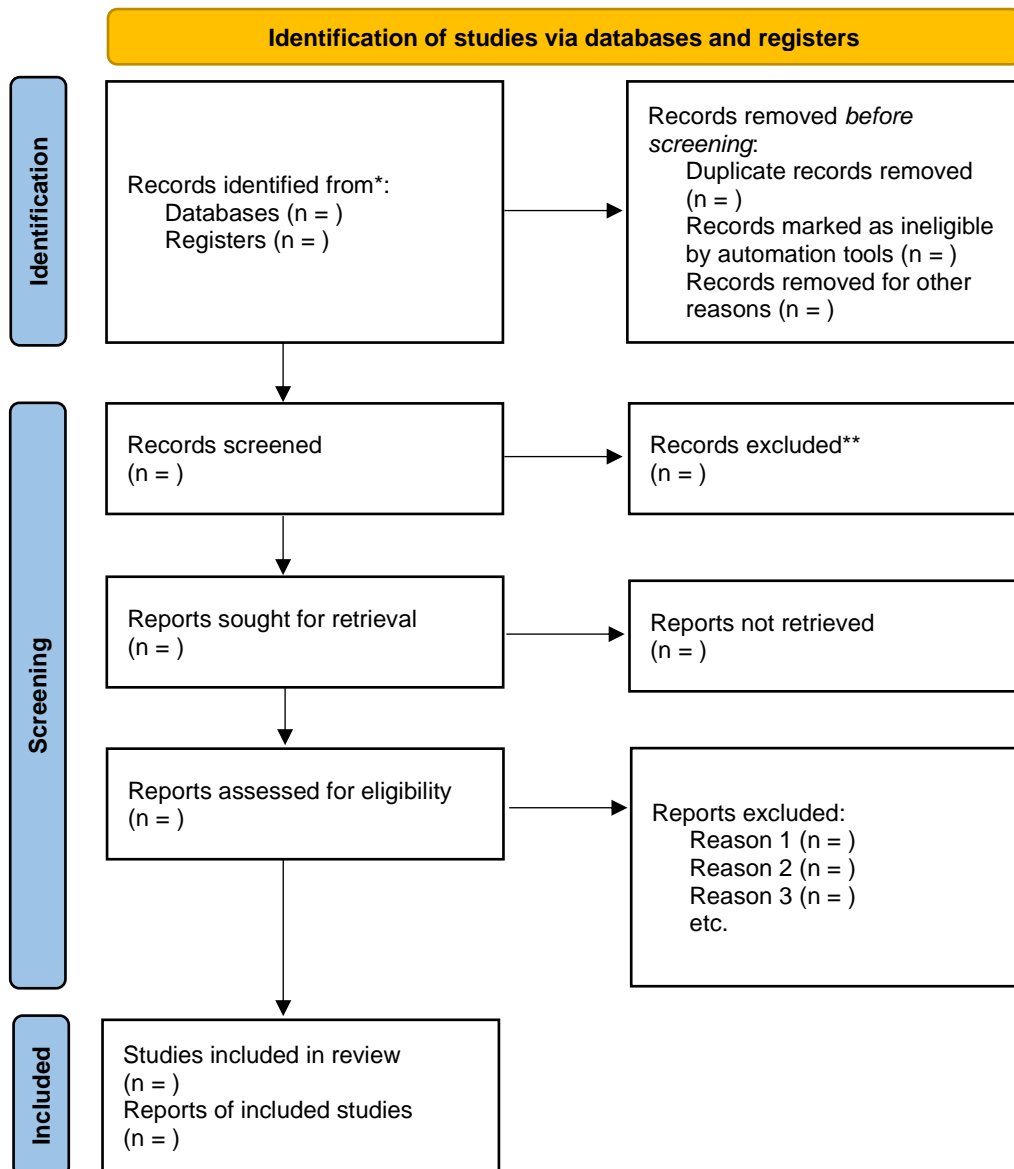 Identification of studies via databases and registers
Identification
Records identified from*:
Databases (n = )
Registers (n = )
Records removed before
screening:
Duplicate records removed
(n = )
Records marked as ineligible
by automation tools (n = )
Records removed for other
reasons (n = )
Screening
Records screened
(n = )
Records excluded**
(n = )
Reports sought for retrieval
(n = )
Reports not retrieved
(n = )
Reports assessed for eligibility
(n = )
Reports excluded:
Reason 1 (n = )
Reason 2 (n = )
Reason 3 (n = )
etc.
Included
Studies included in review
(n = )
Reports of included studies
(n = )